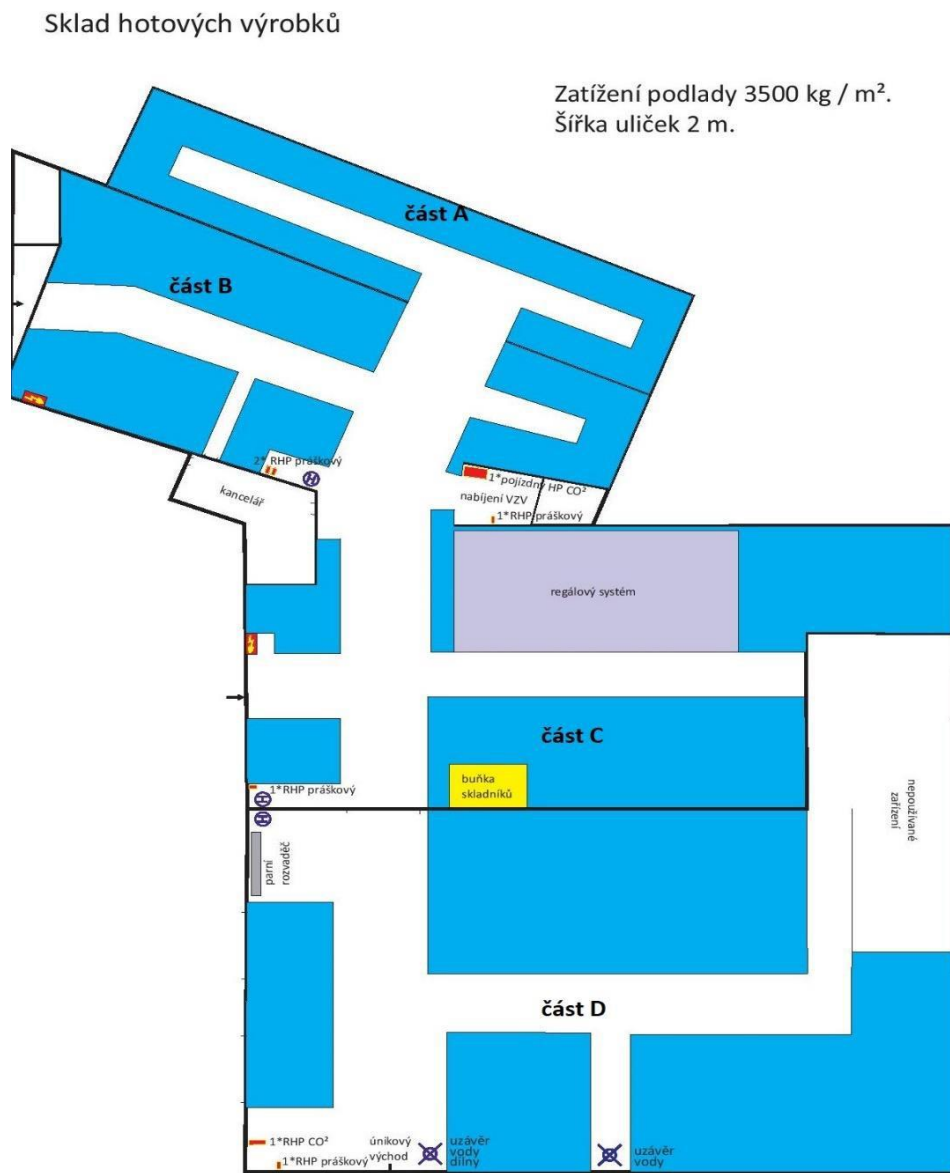 Sklad hotových výrobků
Zatížení podlady 3500 kg / m².
Šířka uliček 2 m.
část A
část B
2* RHP práškový
H
kancelář
1*pojízdný HP CO²
nabíjení VZV
1*RHP práškový
regálový systém
část C
buňka
skladníků
1*RHP práškový
H
H
parní
rozvaděč
nepoužívané
zařízení
část D
1*RHP CO²
1*RHP práškový
únikový
východ
uzávěr
vody
dílny
uzávěr
vody